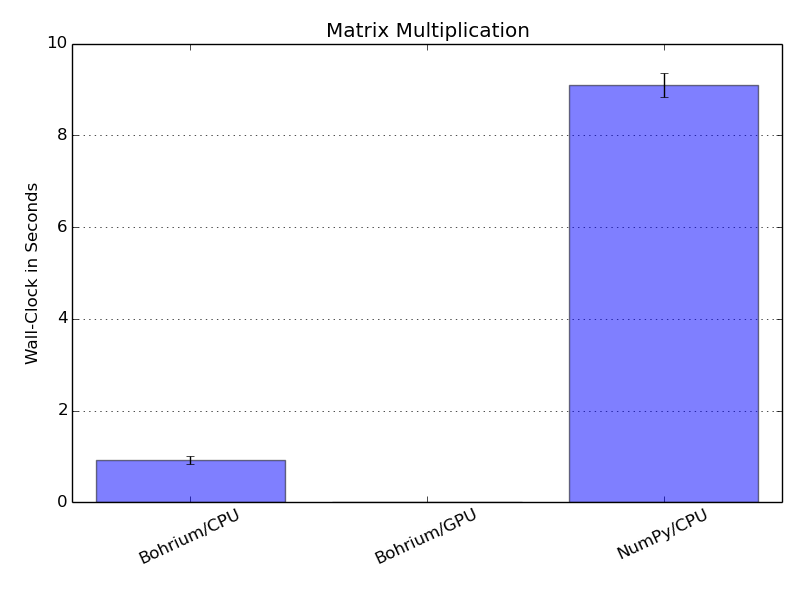 Matrix Multiplication
10
8
6
4
2
0
Wall-Clock in Seconds
Bohrium/CPU
Bohrium/GPU
NumPy/CPU